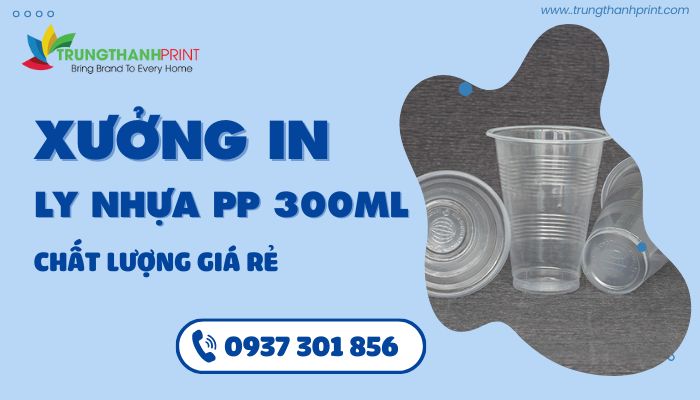 www..trungthanhprint.com
TRUNGTHANHPRINT
Bring Brand To Every Home
XƯỞNG IN
LY NHỰA PP 300ML
CHẤT LƯỢNG GIÁ RẺ
0937 301 856